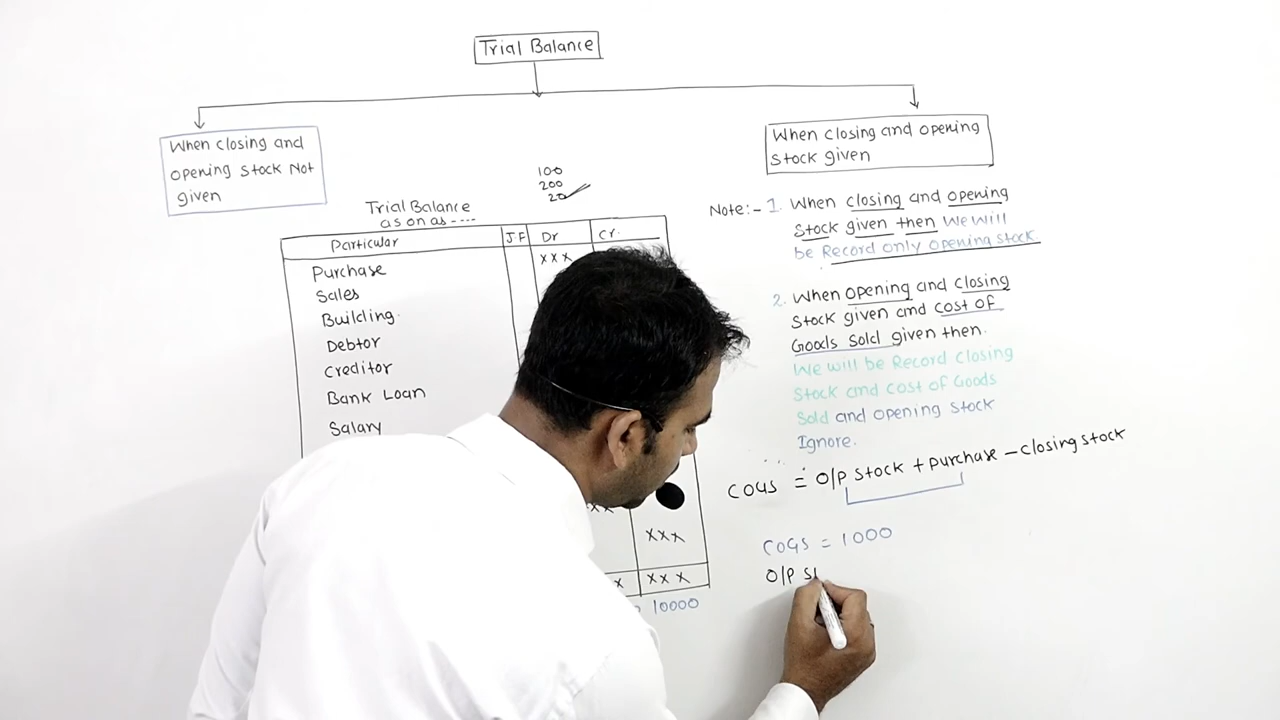 Trial Balance
When closing and
opening stock Not
given
When closing and opening
stock given
100
200
20
Trial Balance
as on as ----
Particular J.F Dr Cr.
Purchase xxx
Sales
Building
Debtor
Creditor
Bank Loan
Salary
xxx
xxx
10000
Note:- 1. When closing and opening
stock given then We will
be Record only opening stock.
2. When opening and closing
stock given and cost of
Goods sold given then.
We will be Record closing
Stock and cost of Goods
Sold and opening stock
Ignore.
COGS = O/P stock + purchase - closing stock
COGS = 1000
O/P St